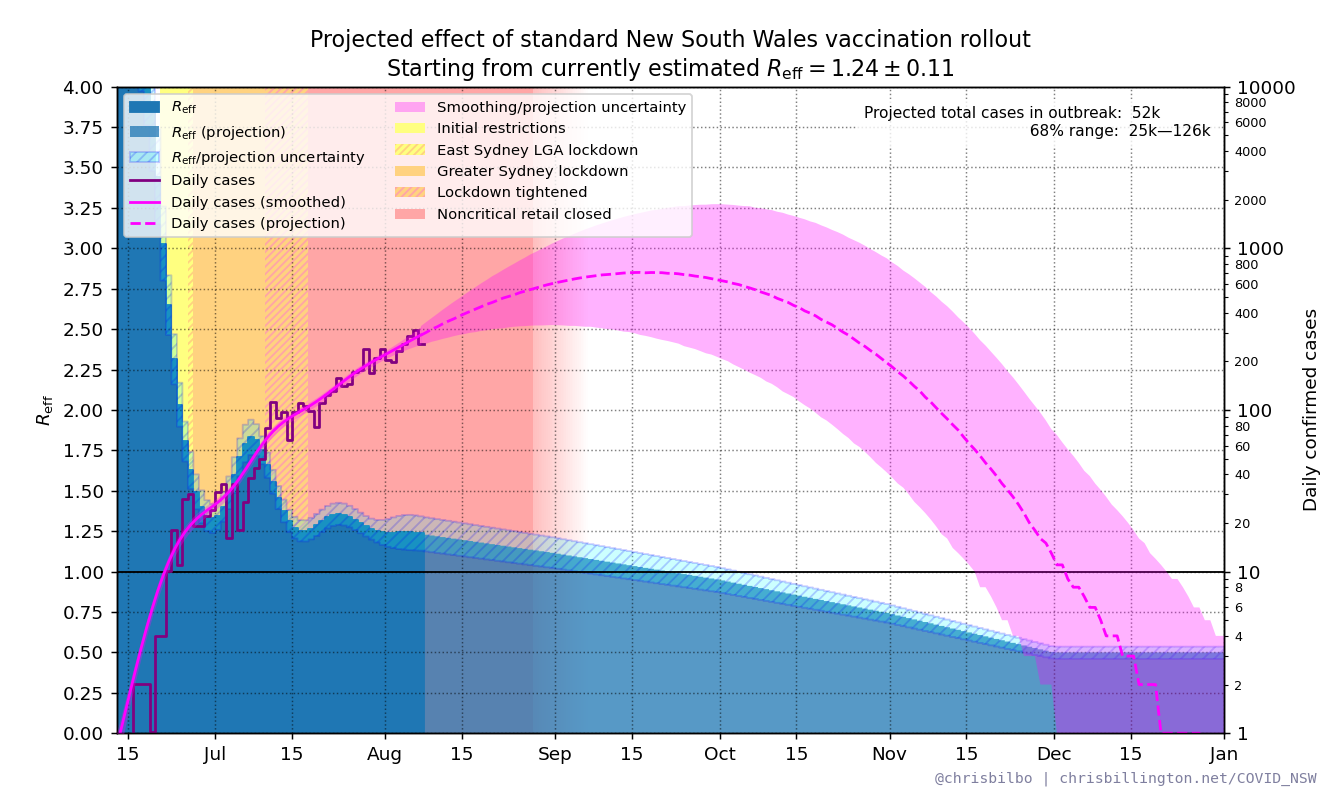 Projected effect of standard New South Wales vaccination rollout
Starting from currently estimated R_eff = 1.24 ± 0.11
R_eff
R_eff (projection)
R_eff/projection uncertainty
Daily cases
Daily cases (smoothed)
Daily cases (projection)
Smoothing/projection uncertainty
Initial restrictions
East Sydney LGA lockdown
Greater Sydney lockdown
Lockdown tightened
Noncritical retail closed
Projected total cases in outbreak: 52k
68% range: 25k—126k
4.00
3.75
3.50
3.25
3.00
2.75
2.50
2.25
2.00
1.75
1.50
1.25
1.00
0.75
0.50
0.25
0.00
R_eff
10000
8000
6000
4000
2000
1000
800
600
400
200
100
80
60
40
20
10
8
6
4
2
1
Daily confirmed cases
15 Jul 15 Aug 15 Sep 15 Oct 15 Nov 15 Dec 15 Jan
@chrisbilbo | chrisbillington.net/COVID_NSW